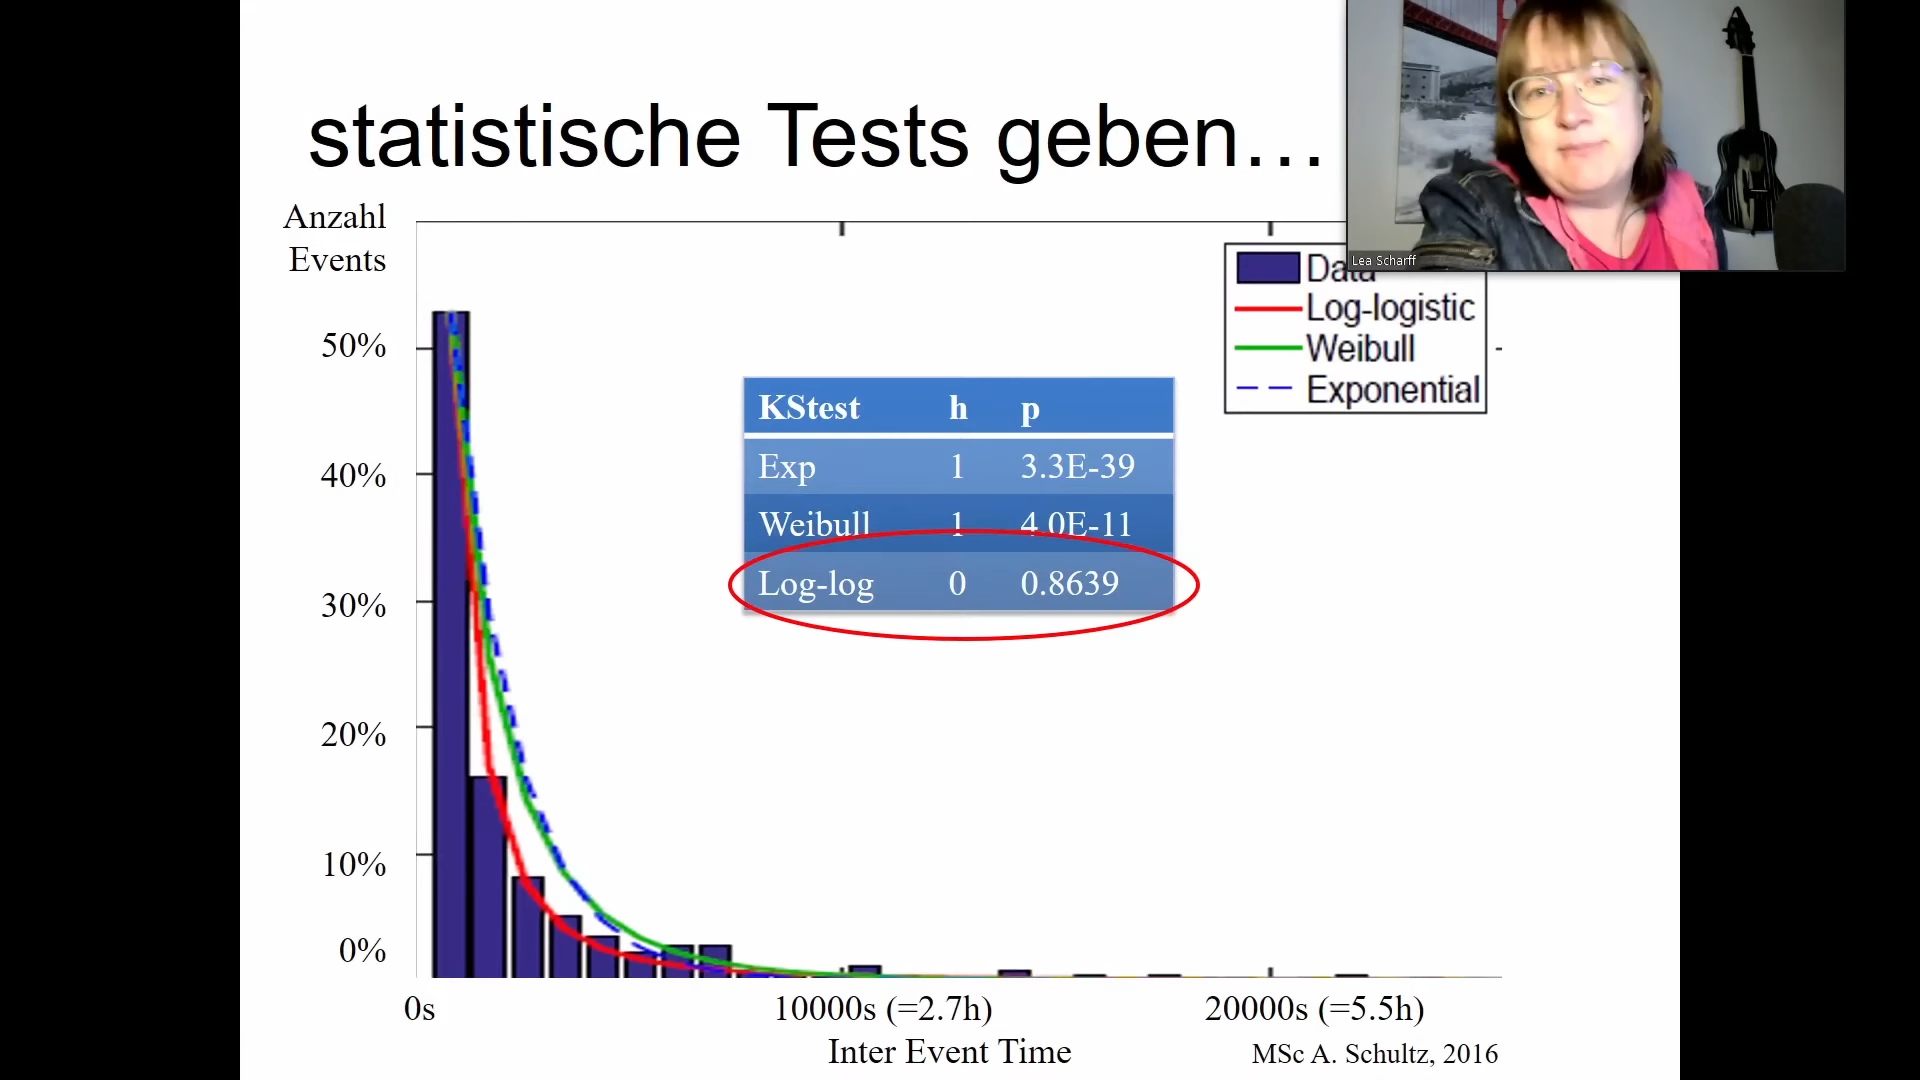 statistische Tests geben…
Lea Scharff
Anzahl
Events
50%
40%
30%
20%
10%
0%
Data
Log-logistic
Weibull
Exponential
KStest h p
Exp 1 3.3E-39
Weibull 1 4.0E-11
Log-log 0 0.8639
0s
10000s (=2.7h)
20000s (=5.5h)
Inter Event Time
MSc A. Schultz, 2016